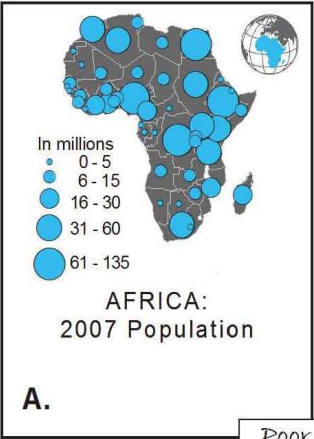 In millions
0 - 5
6 - 15
16 - 30
31 - 60
61 - 135
AFRICA:
2007 Population
A.